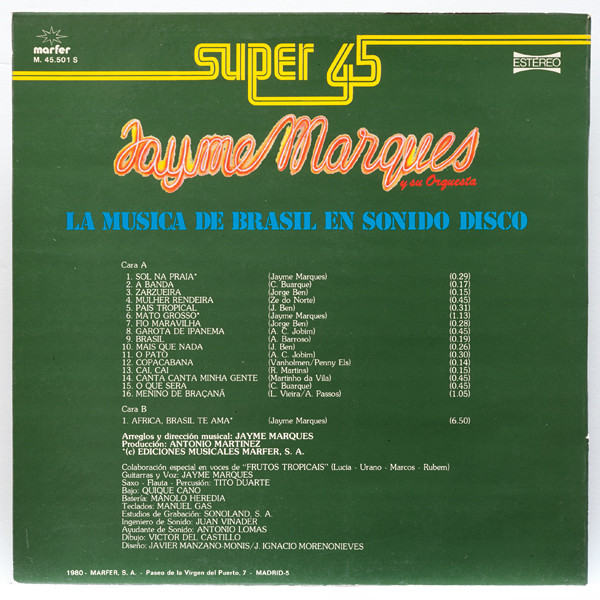 marfer
M. 45.501 S
SUPER 45
ESTÉREO
Jayme Marques
y su Orquesta
LA MUSICA DE BRASIL EN SONIDO DISCO
Cara A
1. SOL NA PRAIA* (Jayme Marques) (0.29)
2. A BANDA (C. Buarque) (0.17)
3. ZARZUEIRA (Jorge Ben) (0.15)
4. MULHER RENDEIRA (Ze do Norte) (0.45)
5. PAIS TROPICAL (J. Ben) (0.31)
6. MATO GROSSO* (Jayme Marques) (1.13)
7. FIO MARAVILHA (Jorge Ben) (0.28)
8. GAROTA DE IPANEMA (A. C. Jobim) (0.45)
9. BRASIL (A. Barroso) (0.19)
10. MAIS QUE NADA (J. Ben) (0.26)
11. O PATO (A. C. Jobim) (0.30)
12. COPACABANA (Vanholmen/Penny Els) (0.14)
13. CAI, CAI (R. Martins) (0.15)
14. CANTA CANTA MINHA GENTE (Martinho da Vila) (0.45)
15. O QUE SERA (C. Buarque) (0.45)
16. MENINO DE BRAÇANÃ (L. Vieira/A. Passos) (1.05)
Cara B
1. AFRICA, BRASIL TE AMA* (Jayme Marques) (6.50)
Arreglos y dirección musical: JAYME MARQUES
Producción: ANTONIO MARTINEZ
*(c) EDICIONES MUSICALES MARFER, S. A.
Colaboración especial en voces de "FRUTOS TROPICAIS" (Lucia - Urano - Marcos - Rubem)
Guitarras y Voz: JAYME MARQUES
Saxo - Flauta - Percusión: TITO DUARTE
Bajo: QUIQUE CANO
Batería: MANOLO HEREDIA
Teclados: MANUEL GAS
Estudios de Grabación: SONOLAND, S. A.
Ingeniero de Sonido: JUAN VINADER
Ayudante de Sonido: ANTONIO LOMAS
Dibujo: VICTOR DEL CASTILLO
Diseño: JAVIER MANZANO-MONIS/J. IGNACIO MORENONIEVES
1980 - MARFER, S. A. - Paseo de la Virgen del Puerto, 7 - MADRID-5